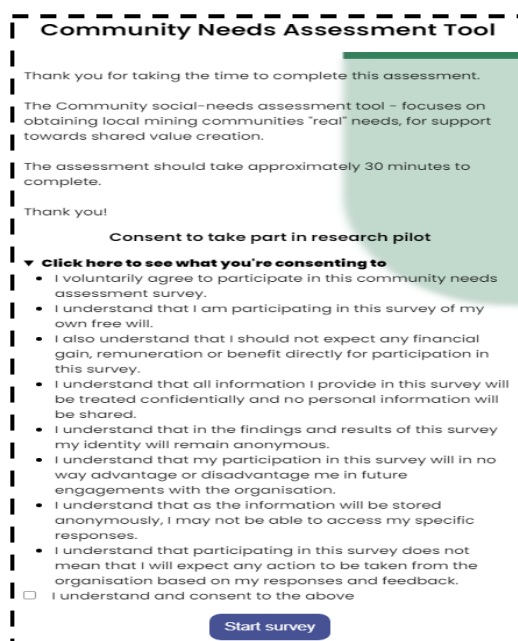 Community Needs Assessment Tool
Thank you for taking the time to complete this assessment.
The Community social-needs assessment tool - focuses on
obtaining local mining communities "real" needs, for support
towards shared value creation.
The assessment should take approximately 30 minutes to
complete.
Thank you!
Consent to take part in research pilot
▼ Click here to see what you're consenting to
• I voluntarily agree to participate in this community needs
assessment survey.
• I understand that I am participating in this survey of my
own free will.
• I also understand that I should not expect any financial
gain, remuneration or benefit directly for participation in
this survey.
• I understand that all information I provide in this survey will
be treated confidentially and no personal information will
be shared.
• I understand that in the findings and results of this survey
my identity will remain anonymous.
• I understand that my participation in this survey will in no
way advantage or disadvantage me in future
engagements with the organisation.
• I understand that as the information will be stored
anonymously, I may not be able to access my specific
responses.
• I understand that participating in this survey does not
mean that I will expect any action to be taken from the
organisation based on my responses and feedback.
I understand and consent to the above
Start survey